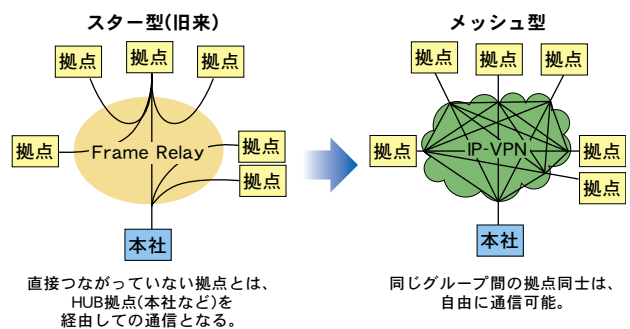 スター型(旧来)
拠点
拠点
拠点
拠点
Frame Relay
拠点
拠点
本社
直接つながっていない拠点とは、
HUB拠点(本社など)を
経由しての通信となる。
メッシュ型
拠点
拠点
拠点
拠点
IP-VPN
拠点
拠点
本社
同じグループ間の拠点同士は、
自由に通信可能。